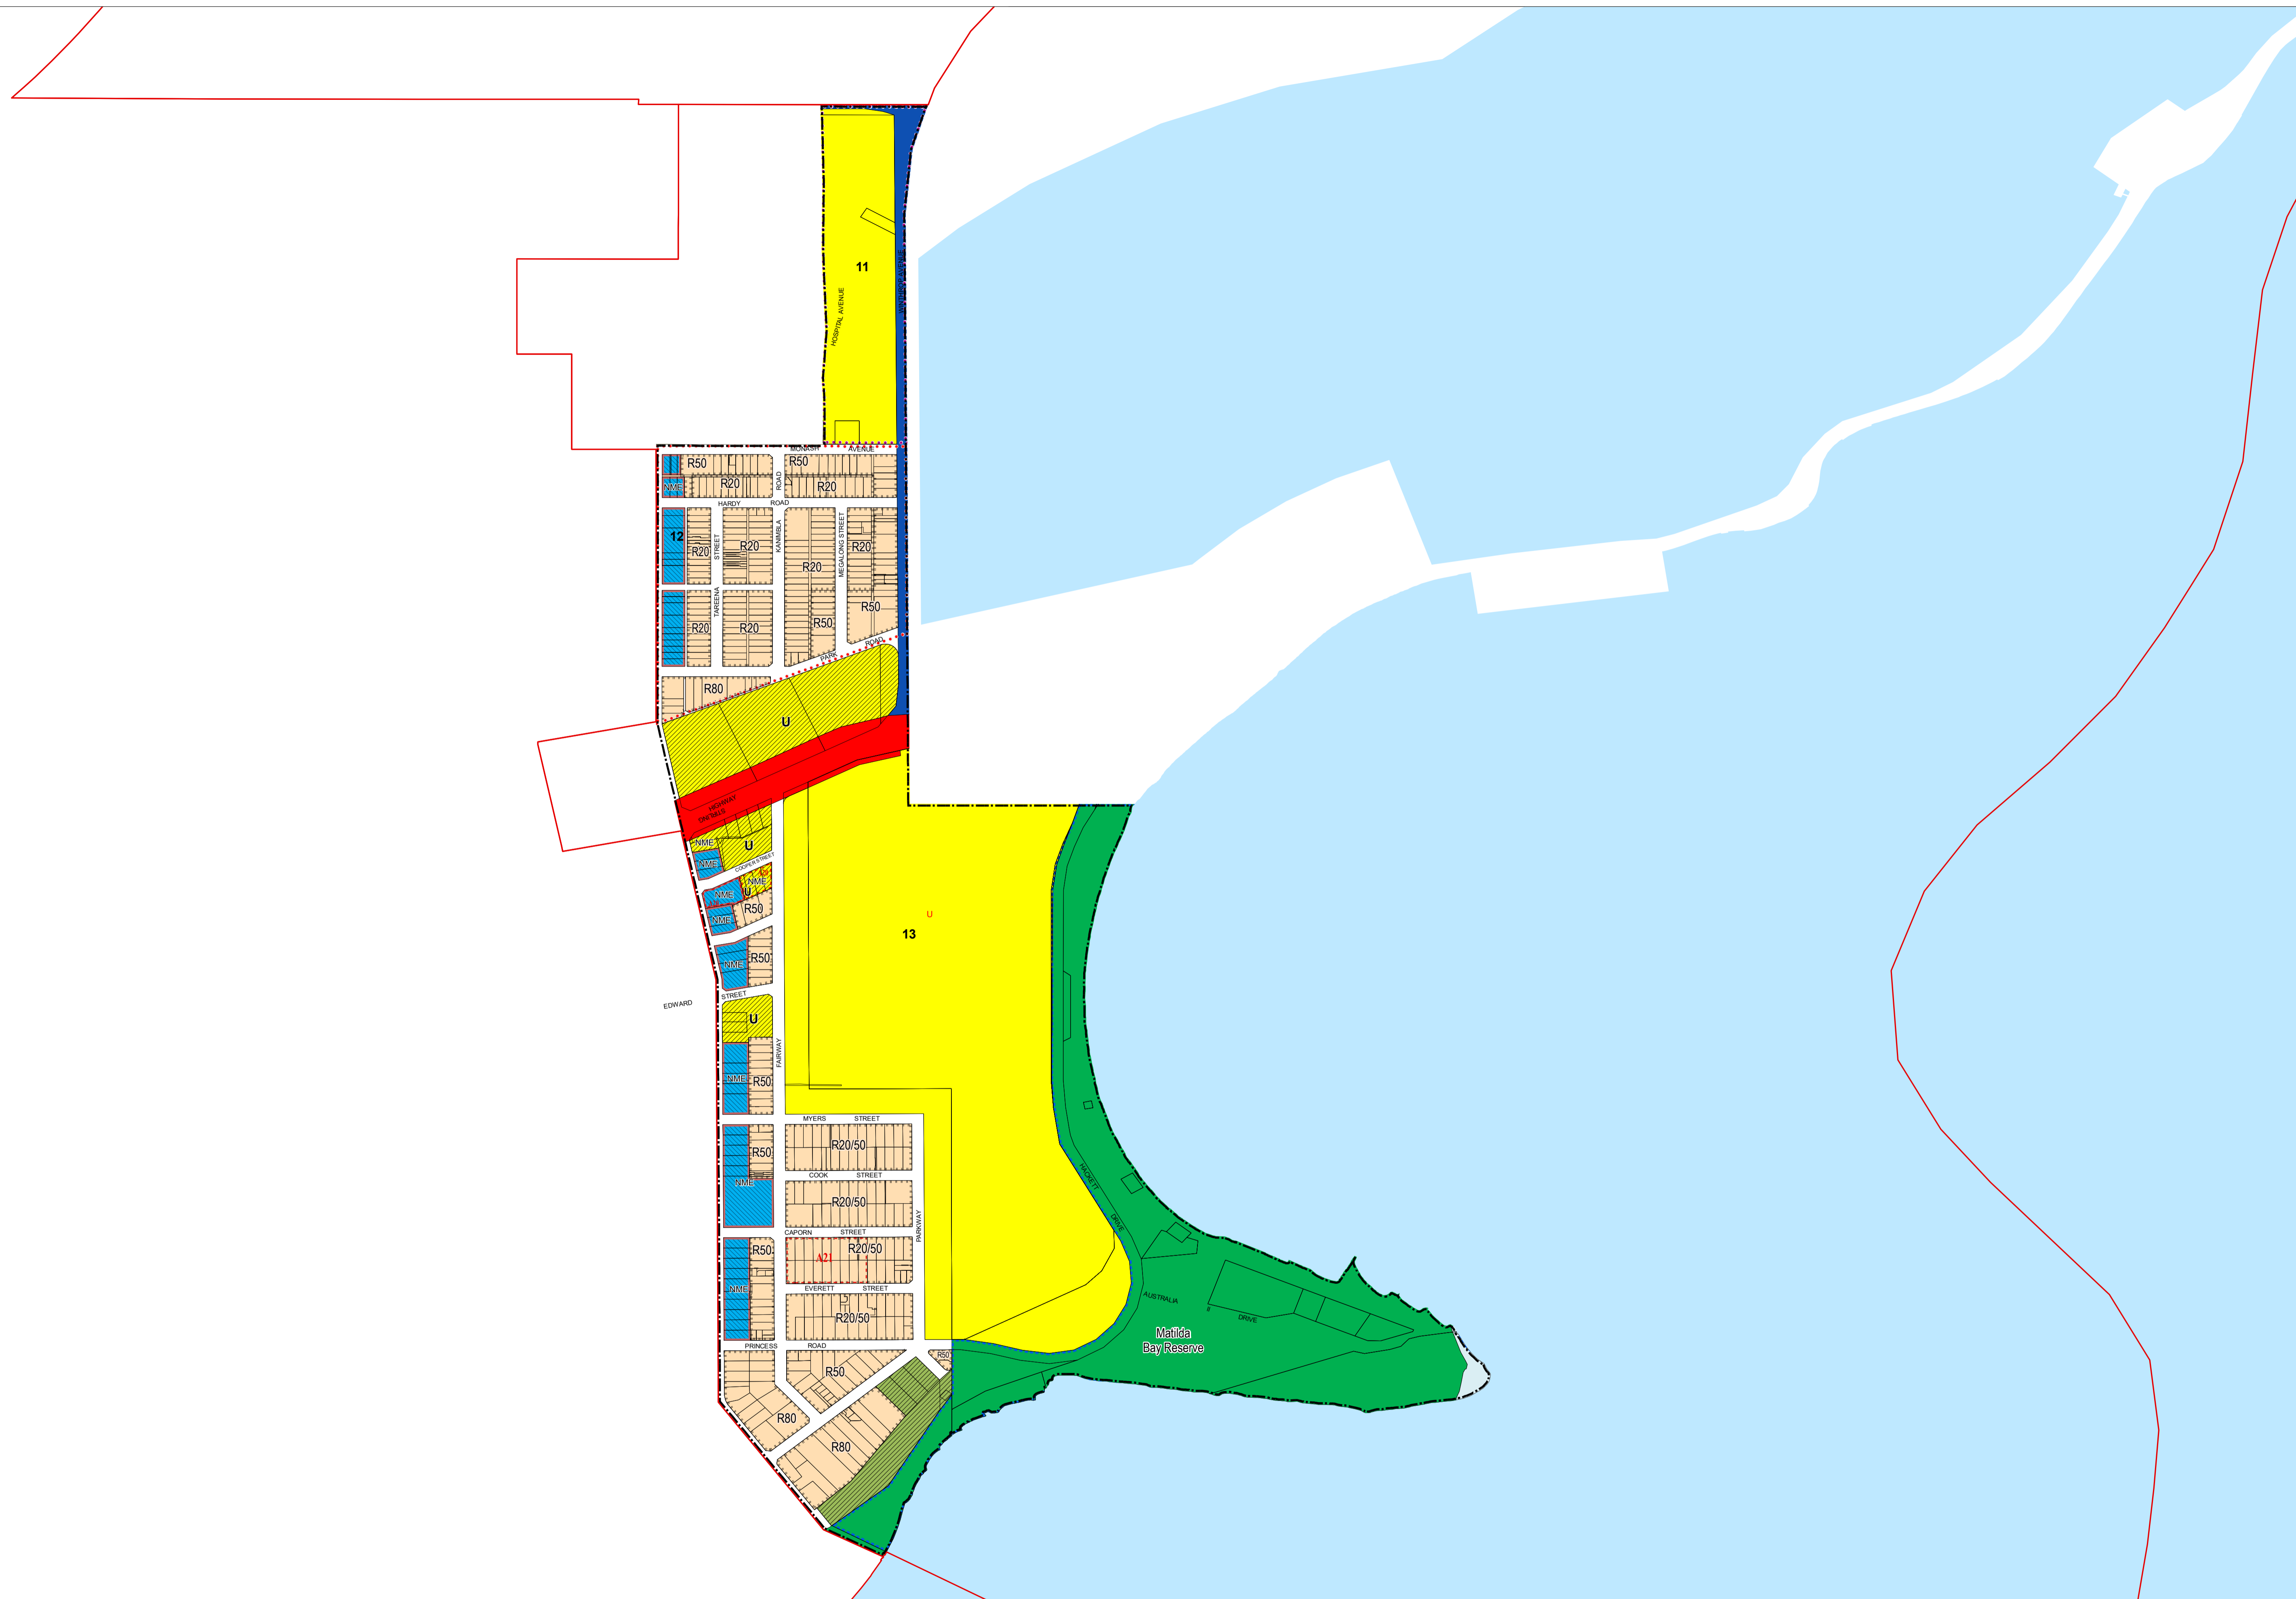 11
WINTHROP AVENUE
HOSPITAL AVENUE
MONASH AVENUE
R50
R50
NME
R20
ROAD
R20
HARDY ROAD
12
R20
STREET
R20
KANIMBLA
R20
MEGALONG STREET
R20
R50
TAREENA
R20
R20
R50
PARK ROAD
R80
U
STIRLING
HIGHWAY
NME
U
NME
COOPER STREET
NME
NME
U
R50
NME
U
13
NME
R50
EDWARD STREET
U
FAIRWAY
NME
R50
MYERS STREET
R50
R20/50
NME
COOK STREET
R20/50
PARKWAY
HACKETT
DRIVE
CAPORN STREET
R50
A21
R20/50
NME
EVERETT STREET
R20/50
AUSTRALIA
DRIVE
Matilda
Bay Reserve
PRINCESS ROAD
R50
R50
R80
R80